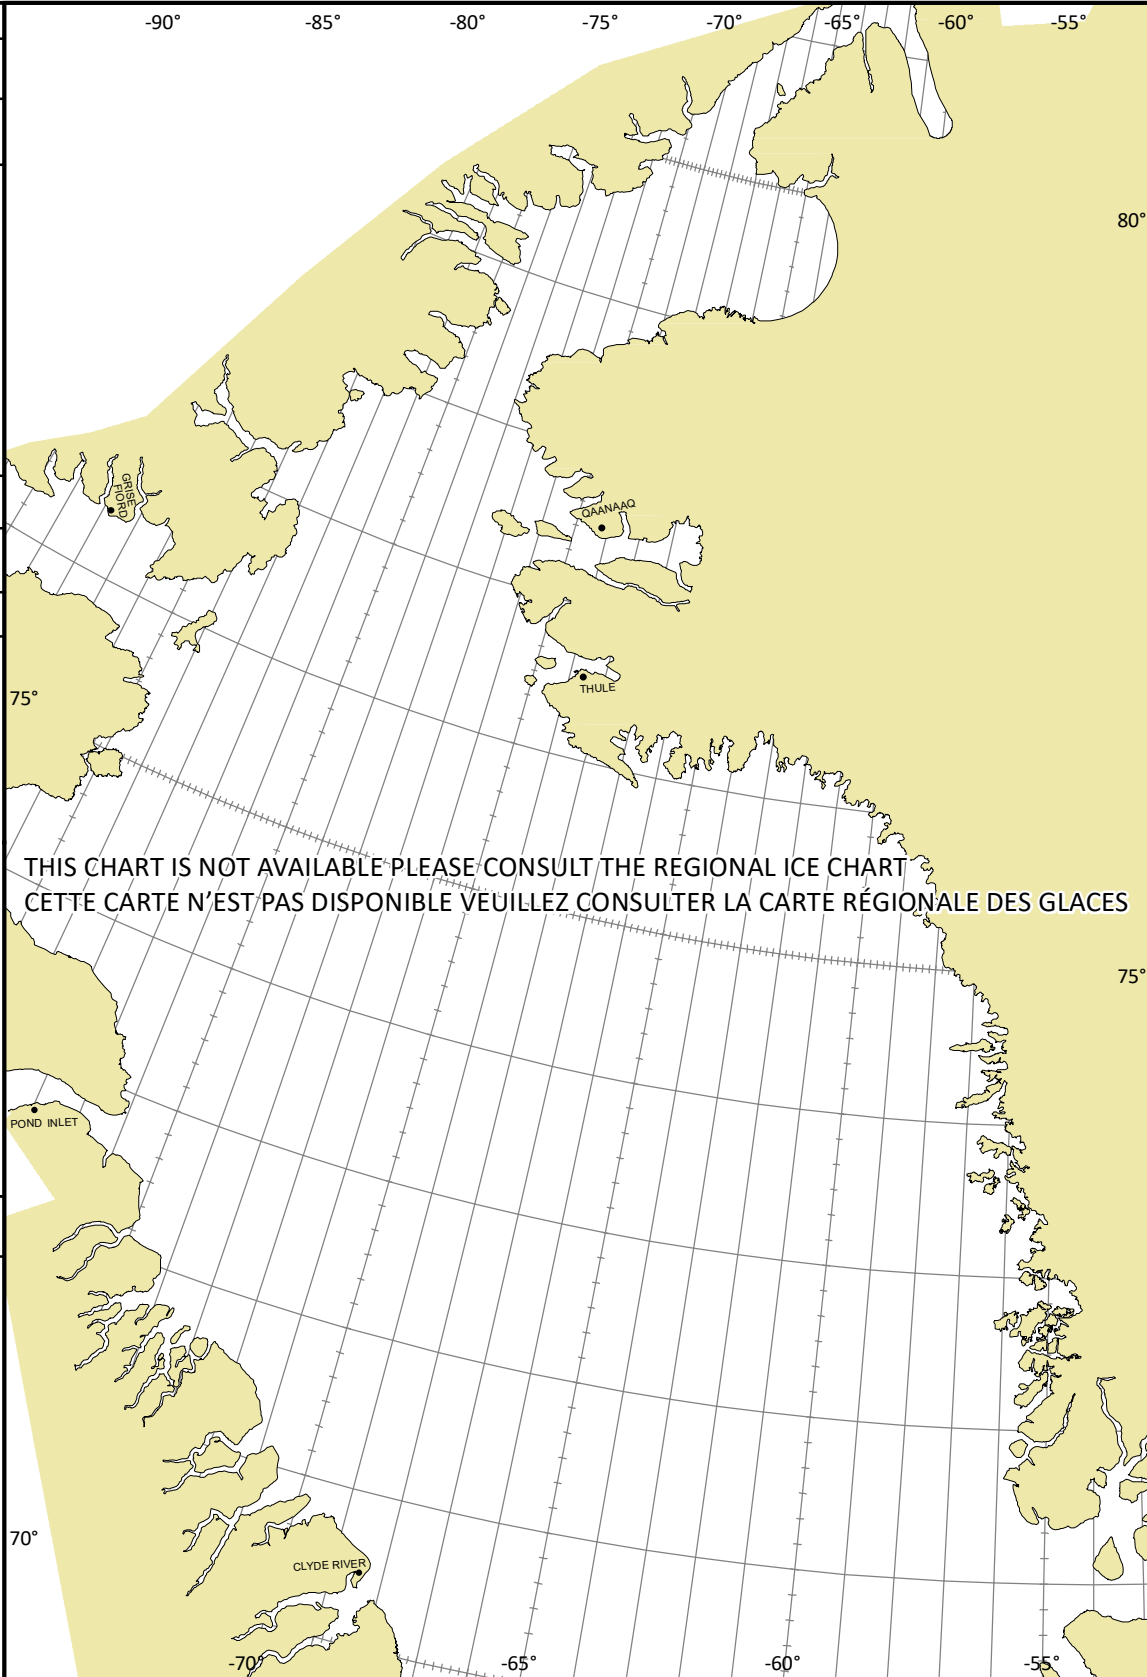 -90° -85° -80° -75° -70° -65° -60° -55°
80°
GRISE
FIORD
QAANAAQ
THULE
75°
THIS CHART IS NOT AVAILABLE PLEASE CONSULT THE REGIONAL ICE CHART
CETTE CARTE N'EST PAS DISPONIBLE VEUILLEZ CONSULTER LA CARTE RÉGIONALE DES GLACES
75°
POND INLET
70°
CLYDE RIVER
-70° -65° -60° -55°